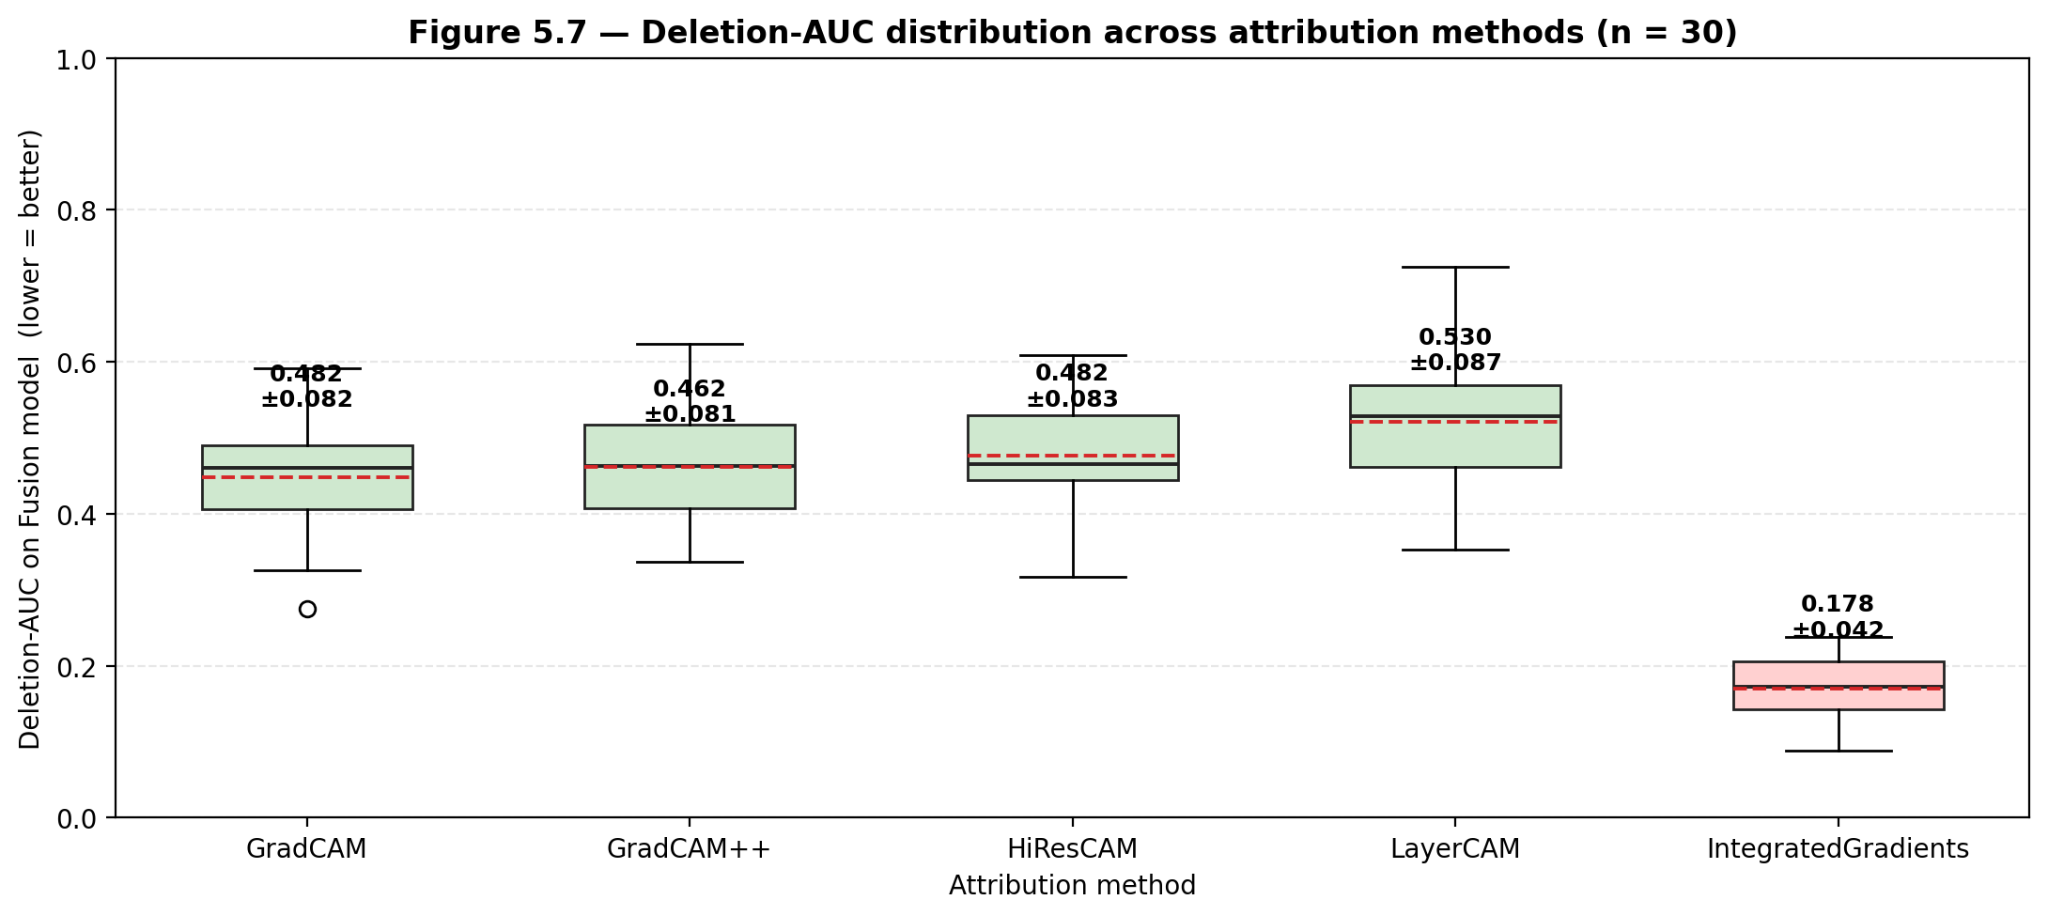 Figure 5.7 — Deletion-AUC distribution across attribution methods (n = 30)
Deletion-AUC on Fusion model  (lower = better)
1.0
0.8
0.6
0.4
0.2
0.0
0.482
±0.082
0.462
±0.081
0.482
±0.083
0.530
±0.087
0.178
±0.042
GradCAM
GradCAM++
HiResCAM
LayerCAM
IntegratedGradients
Attribution method